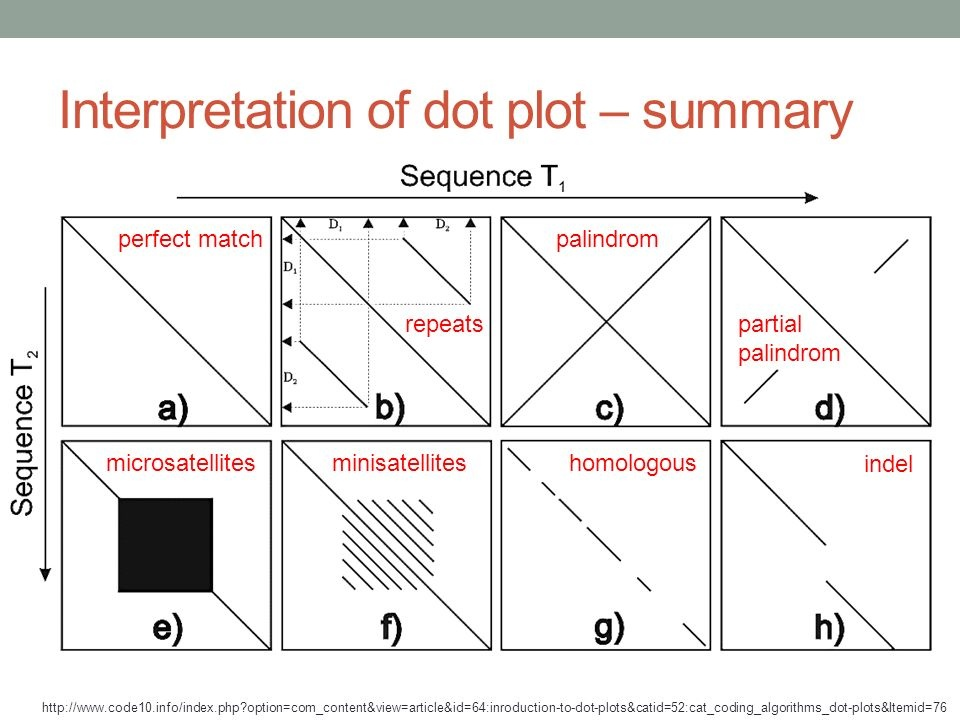 Interpretation of dot plot – summary
Sequence T1
Sequence T2
perfect match
a)
D1
D2
D1
repeats
D2
b)
palindrom
c)
partial
palindrom
d)
microsatellites
e)
minisatellites
f)
homologous
g)
indel
h)
http://www.code10.info/index.php?option=com_content&view=article&id=64:inroduction-to-dot-plots&catid=52:cat_coding_algorithms_dot-plots&Itemid=76